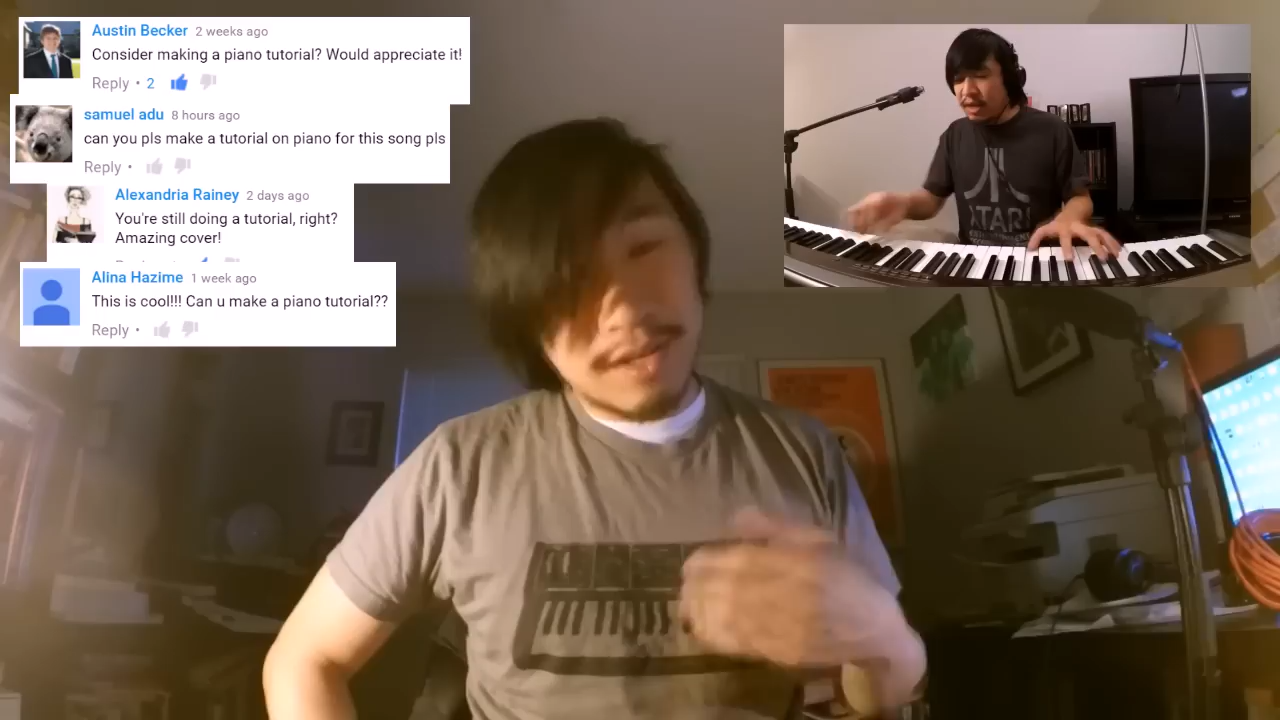 Austin Becker 2 weeks ago
Consider making a piano tutorial? Would appreciate it!
Reply • 2
samuel adu 8 hours ago
can you pls make a tutorial on piano for this song pls
Reply •
Alexandria Rainey 2 days ago
You're still doing a tutorial, right?
Amazing cover!
Alina Hazime 1 week ago
This is cool!!! Can u make a piano tutorial??
Reply •
ATARI